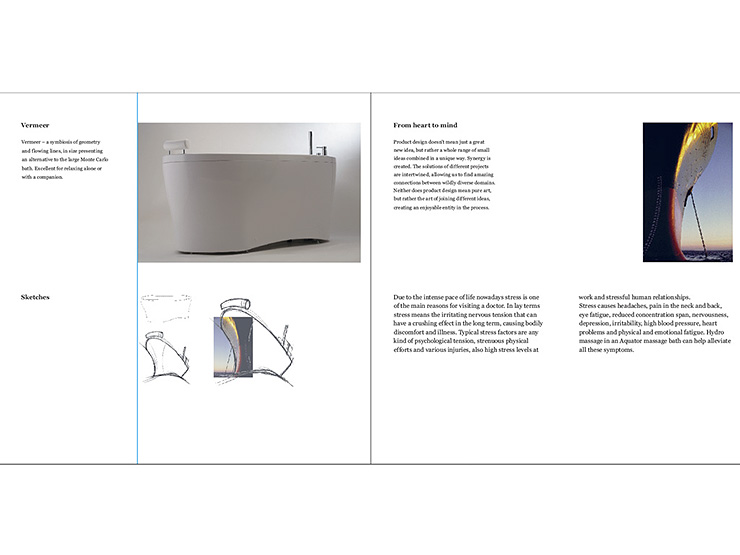 Vermeer
Vermeer – a symbiosis of geometry
and flowing lines, in size presenting
an alternative to the large Monte Carlo
bath. Excellent for relaxing alone or
with a companion.
Sketches
From heart to mind
Product design doesn't mean just a great
new idea, but rather a whole range of small
ideas combined in a unique way. Synergy is
created. The solutions of different projects
are intertwined, allowing us to find amazing
connections between wildly diverse domains.
Neither does product design mean pure art,
but rather the art of joining different ideas,
creating an enjoyable entity in the process.
Due to the intense pace of life nowadays stress is one
of the main reasons for visiting a doctor. In lay terms
stress means the irritating nervous tension that can
have a crushing effect in the long term, causing bodily
discomfort and illness. Typical stress factors are any
kind of psychological tension, strenuous physical
efforts and various injuries, also high stress levels at
work and stressful human relationships.
Stress causes headaches, pain in the neck and back,
eye fatigue, reduced concentration span, nervousness,
depression, irritability, high blood pressure, heart
problems and physical and emotional fatigue. Hydro
massage in an Aquator massage bath can help alleviate
all these symptoms.